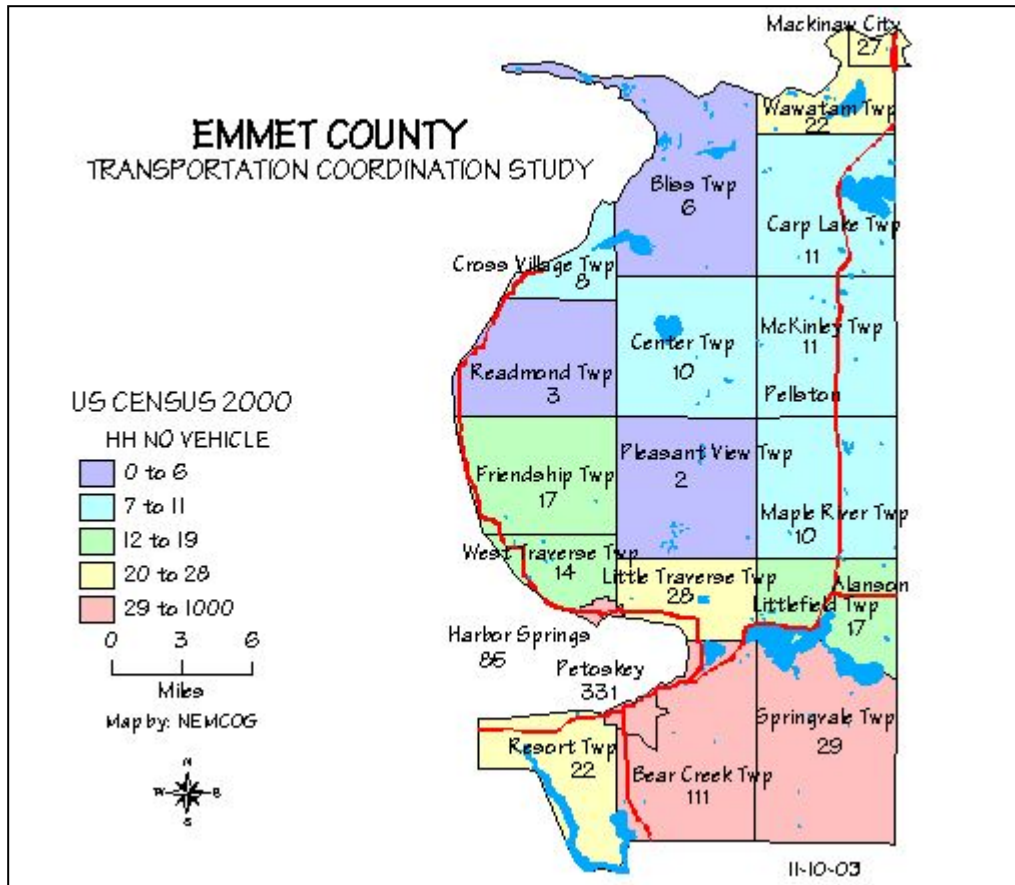 Mackinaw City
27
EMMET COUNTY
TRANSPORTATION COORDINATION STUDY
Wawatam Twp
22
Bliss Twp
6
Carp Lake Twp
11
Cross Village Twp
8
McKinley Twp
11
Center Twp
10
Readmond Twp
3
Pellston
US CENSUS 2000
HH NO VEHICLE
0 to 6
7 to 11
12 to 19
20 to 28
29 to 1000
Pleasant View Twp
2
Friendship Twp
17
Maple River Twp
10
West Traverse Twp
14
Little Traverse Twp
28
Alanson
Littlefield Twp
17
0 3 6
Miles
Map by: NEMCOG
Harbor Springs
86
Petoskey
331
Springvale Twp
29
Resort Twp
22
Bear Creek Twp
111
N
W E
S
11-10-03